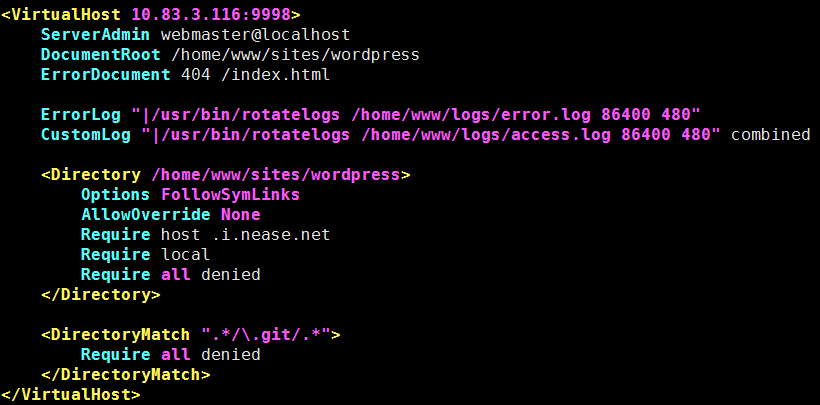 <VirtualHost 10.83.3.116:9998>
    ServerAdmin webmaster@localhost
    DocumentRoot /home/www/sites/wordpress
    ErrorDocument 404 /index.html

    ErrorLog "|/usr/bin/rotatelogs /home/www/logs/error.log 86400 480"
    CustomLog "|/usr/bin/rotatelogs /home/www/logs/access.log 86400 480" combined

    <Directory /home/www/sites/wordpress>
        Options FollowSymLinks
        AllowOverride None
        Require host .i.nease.net
        Require local
        Require all denied
    </Directory>

    <DirectoryMatch ".*/\.git/.*">
        Require all denied
    </DirectoryMatch>
</VirtualHost>